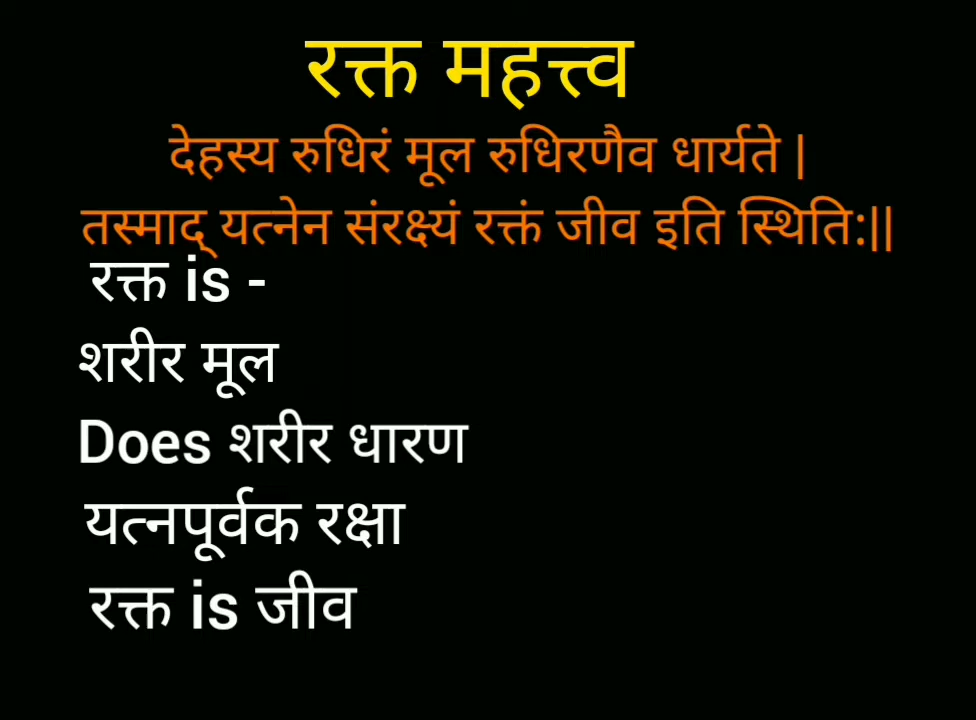 रक्त महत्त्व
देहस्य रुधिरं मूल रुधिरणैव धार्यते |
तस्माद् यत्नेन संरक्ष्यं रक्तं जीव इति स्थिति:||
रक्त is -
शरीर मूल
Does शरीर धारण
यत्नपूर्वक रक्षा
रक्त is जीव